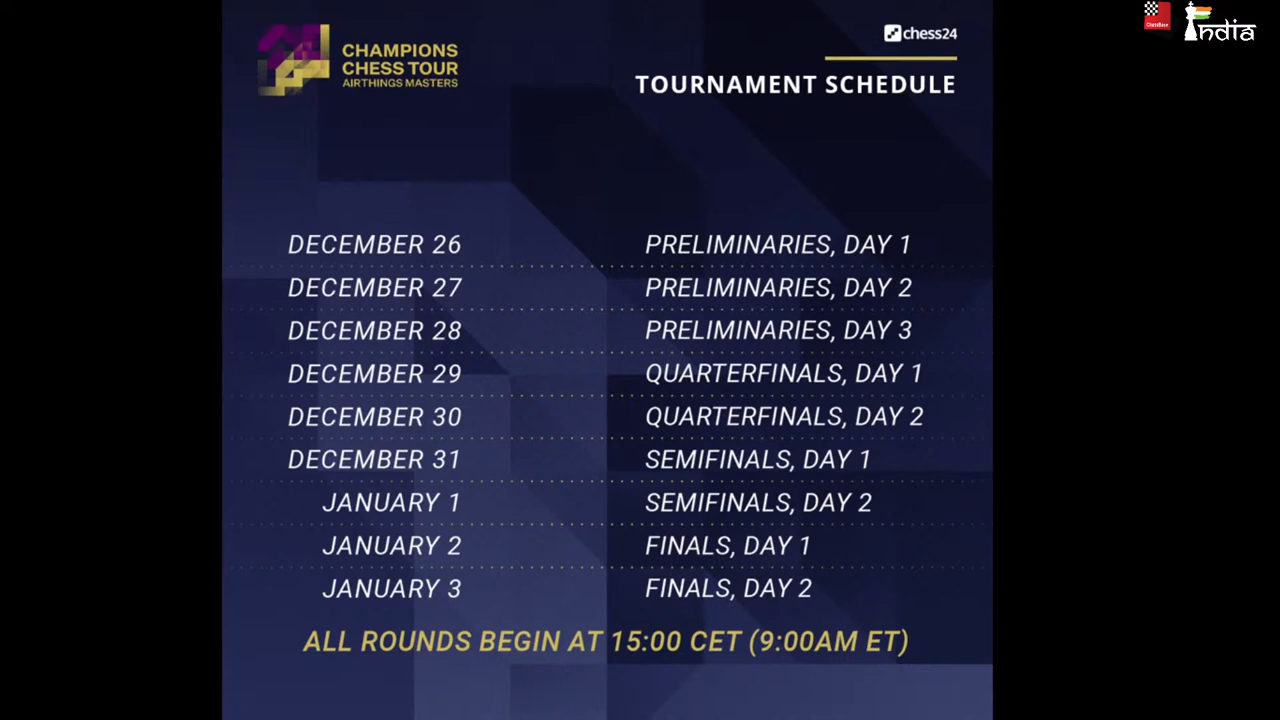 CHAMPIONS
CHESS TOUR
AIRTHINGS MASTERS
chess24
TOURNAMENT SCHEDULE
ChessBase
India
DECEMBER 26 PRELIMINARIES, DAY 1
DECEMBER 27 PRELIMINARIES, DAY 2
DECEMBER 28 PRELIMINARIES, DAY 3
DECEMBER 29 QUARTERFINALS, DAY 1
DECEMBER 30 QUARTERFINALS, DAY 2
DECEMBER 31 SEMIFINALS, DAY 1
JANUARY 1 SEMIFINALS, DAY 2
JANUARY 2 FINALS, DAY 1
JANUARY 3 FINALS, DAY 2
ALL ROUNDS BEGIN AT 15:00 CET (9:00AM ET)